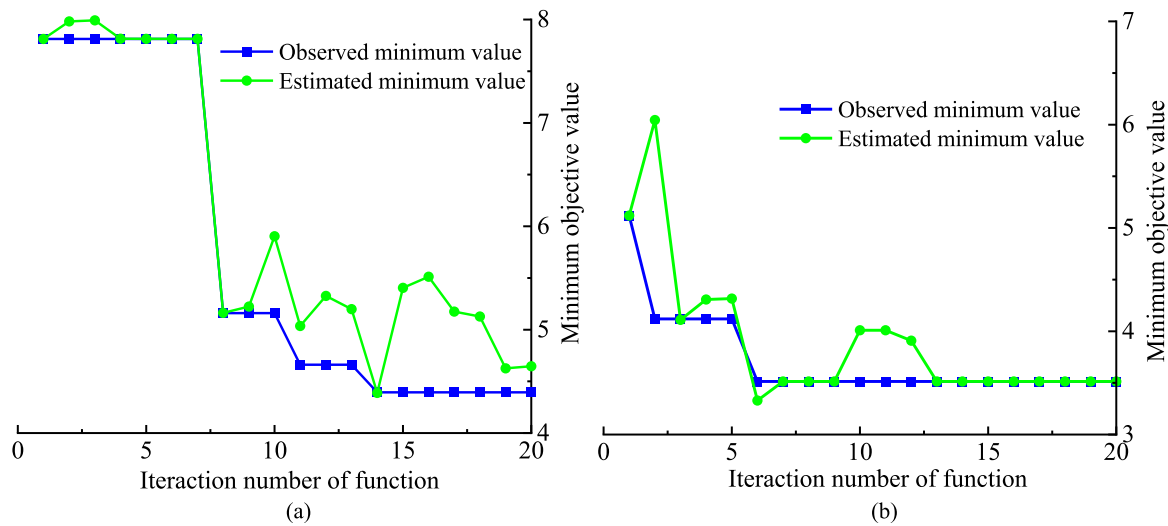 8
7
6
5
4
Minimum objective value
Observed minimum value
Estimated minimum value
0
5
10
15
20
Iteraction number of function
(a)
7
6
5
4
3
Minimum objective value
Observed minimum value
Estimated minimum value
0
5
10
15
20
Iteraction number of function
(b)